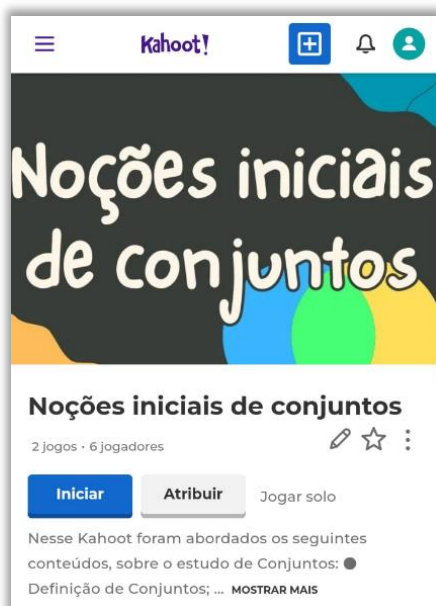 Kahoot!
Noções iniciais
de conjuntos
Noções iniciais de conjuntos
2 jogos · 6 jogadores
Iniciar Atribuir Jogar solo
Nesse Kahoot foram abordados os seguintes
conteúdos, sobre o estudo de Conjuntos: ●
Definição de Conjuntos; ... MOSTRAR MAIS